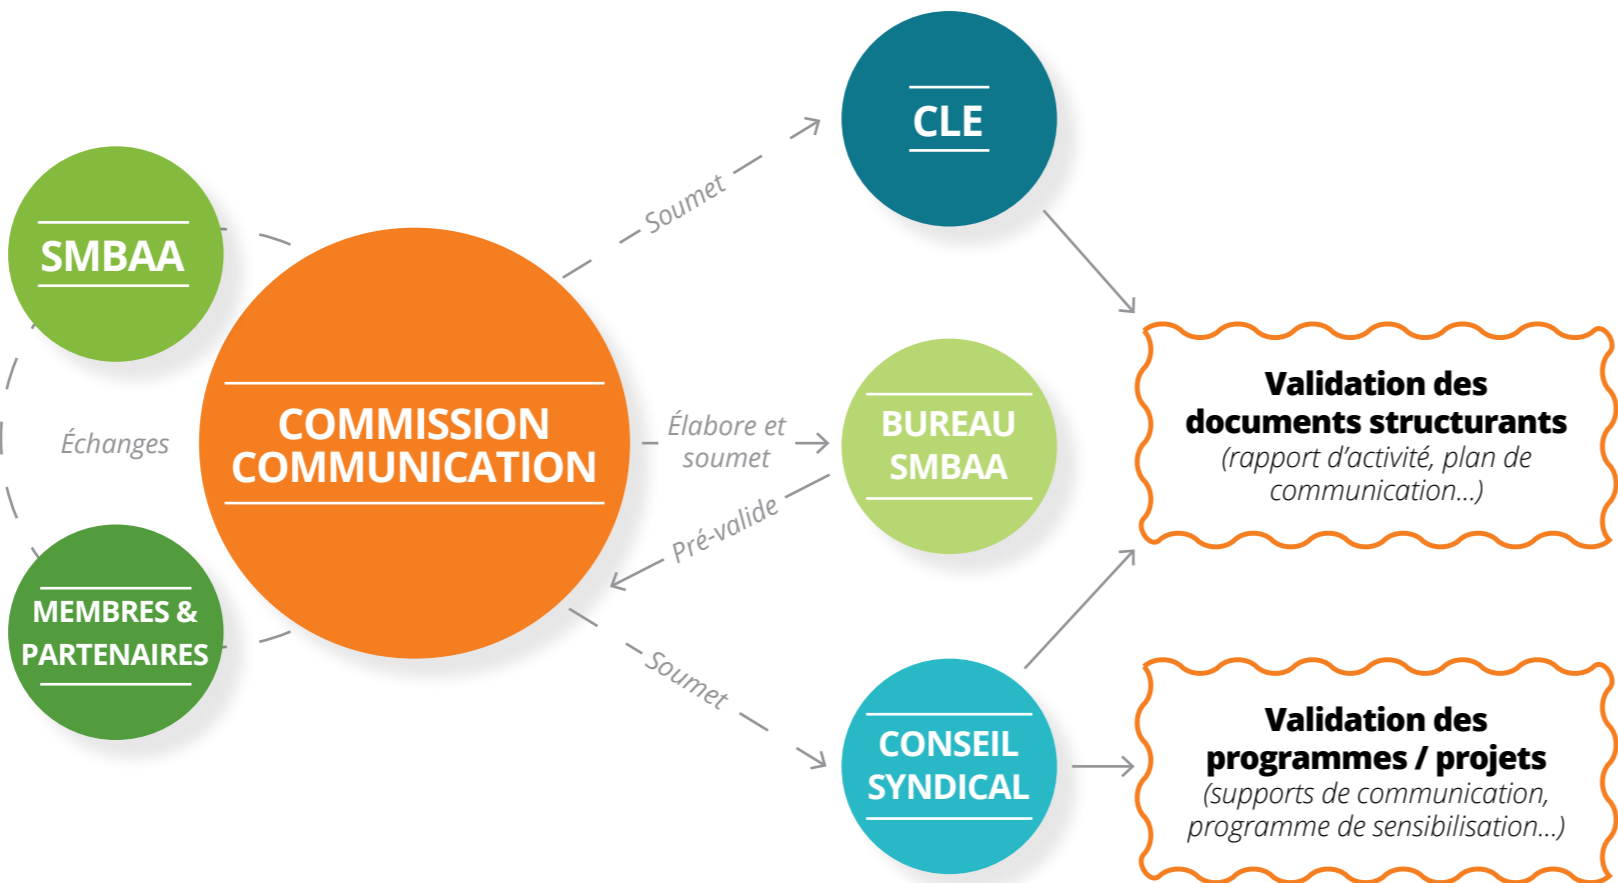 SMBAA
Échanges
MEMBRES &
PARTENAIRES
COMMISSION
COMMUNICATION
Soumet
Élabore et
soumet
Pré-valide
Soumet
CLE
BUREAU
SMBAA
CONSEIL
SYNDICAL
Validation des
documents structurants
(rapport d’activité, plan de
communication...)
Validation des
programmes / projets
(supports de communication,
programme de sensibilisation...)